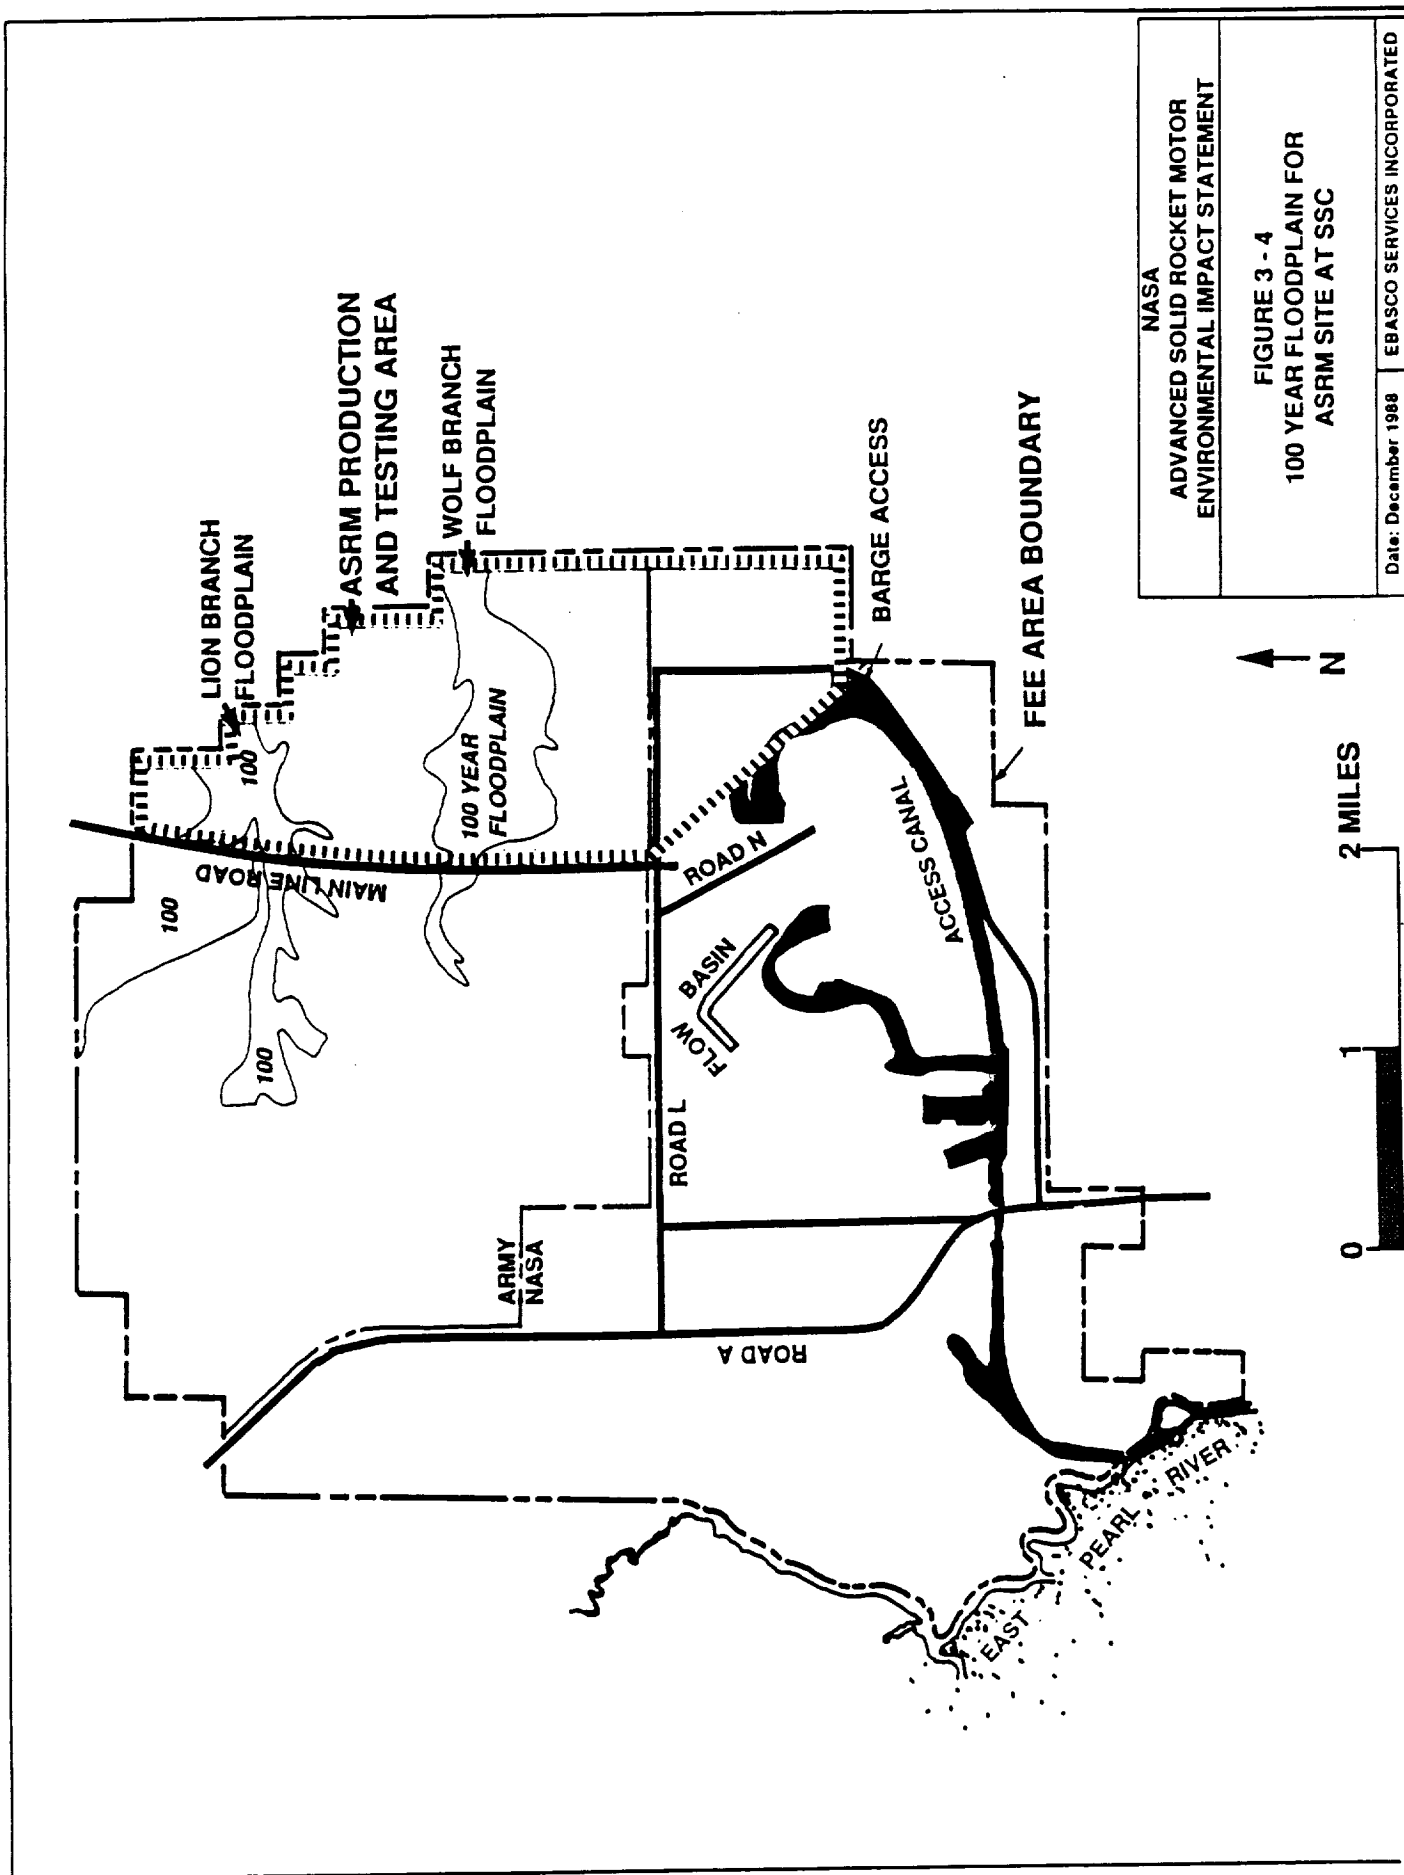 LION BRANCH
FLOODPLAIN
ASRM PRODUCTION
AND TESTING AREA
WOLF BRANCH
FLOODPLAIN
100
100
100
MAIN LINE ROAD
100 YEAR
FLOODPLAIN
ARMY
NASA
ROAD L
ROAD N
FLOW BASIN
ROAD A
ACCESS CANAL
BARGE ACCESS
FEE AREA BOUNDARY
EAST PEARL RIVER
N
0 1 2 MILES
NASA
ADVANCED SOLID ROCKET MOTOR
ENVIRONMENTAL IMPACT STATEMENT
FIGURE 3 - 4
100 YEAR FLOODPLAIN FOR
ASRM SITE AT SSC
Date: December 1988 EBASCO SERVICES INCORPORATED